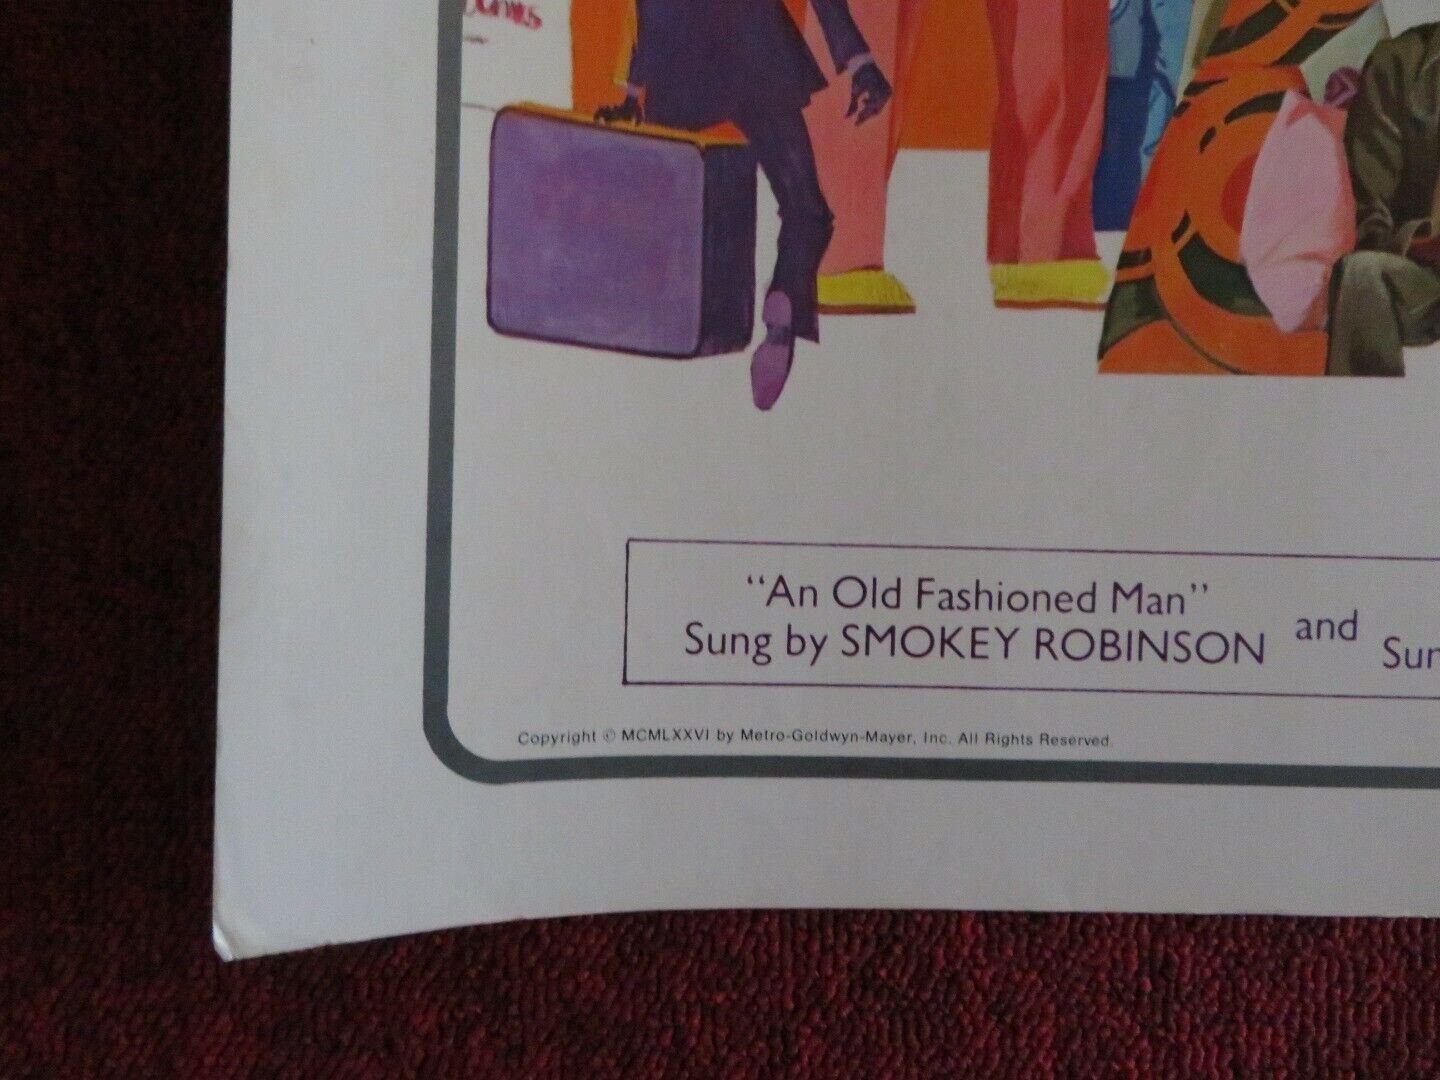 "An Old Fashioned Man"
Sung by SMOKEY ROBINSON
and
Copyright © MCMLXXVI by Metro-Goldwyn-Mayer, Inc. All Rights Reserved.